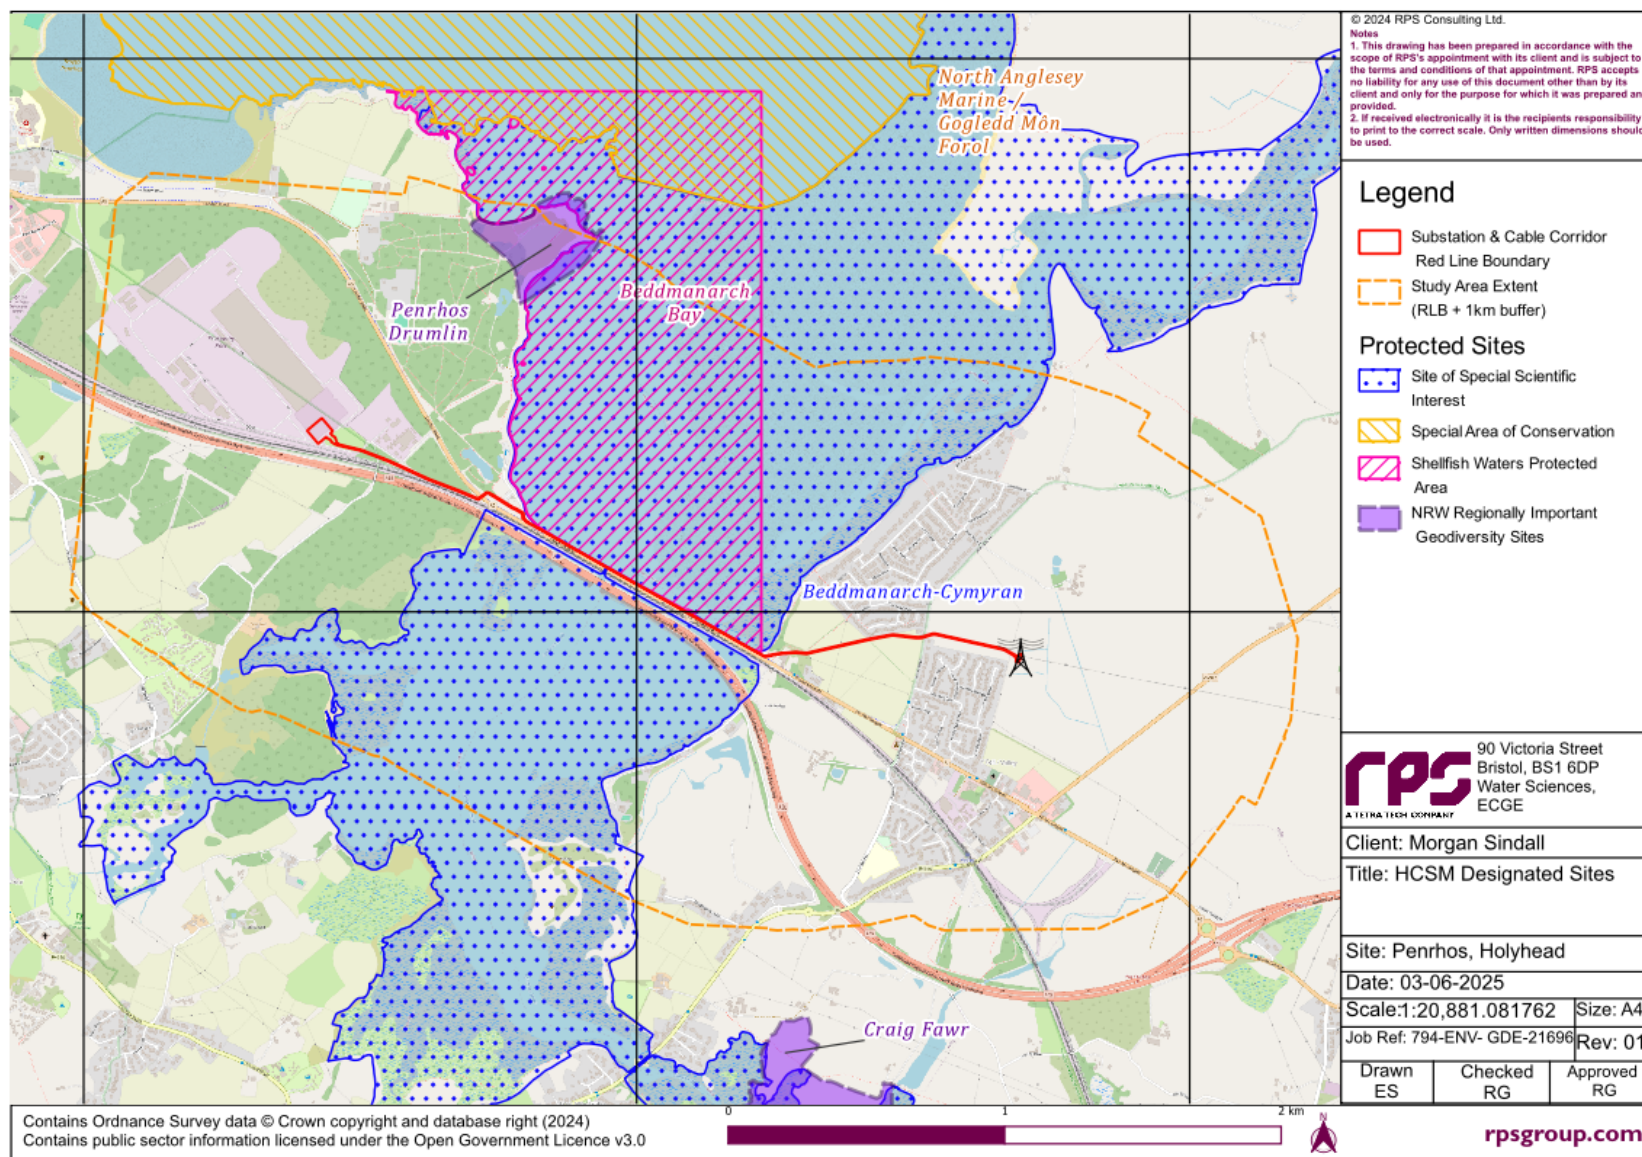 North Anglesey
Marine /
Gogledd Môn
Forol
Penrhos
Drumlin
Beddmanarch
Bay
Beddmanarch-Cymyran
Craig Fawr
© 2024 RPS Consulting Ltd.
Notes
1. This drawing has been prepared in accordance with the
scope of RPS's appointment with its client and is subject to
the terms and conditions of that appointment. RPS accepts
no liability for any use of this document other than by its
client and only for the purpose for which it was prepared an
provided.
2. If received electronically it is the recipients responsibility
to print to the correct scale. Only written dimensions shoul
be used.
Legend
Substation & Cable Corridor
Red Line Boundary
Study Area Extent
(RLB + 1km buffer)
Protected Sites
Site of Special Scientific
Interest
Special Area of Conservation
Shellfish Waters Protected
Area
NRW Regionally Important
Geodiversity Sites
rps
A TETRA TECH COMPANY
90 Victoria Street
Bristol, BS1 6DP
Water Sciences,
ECGE
Client: Morgan Sindall
Title: HCSM Designated Sites
Site: Penrhos, Holyhead
Date: 03-06-2025
Scale:1:20,881.081762
Size: A4
Job Ref: 794-ENV- GDE-21696
Rev: 01
Drawn
ES
Checked
RG
Approved
RG
Contains Ordnance Survey data © Crown copyright and database right (2024)
Contains public sector information licensed under the Open Government Licence v3.0
0
1
2 km
N
rpsgroup.com